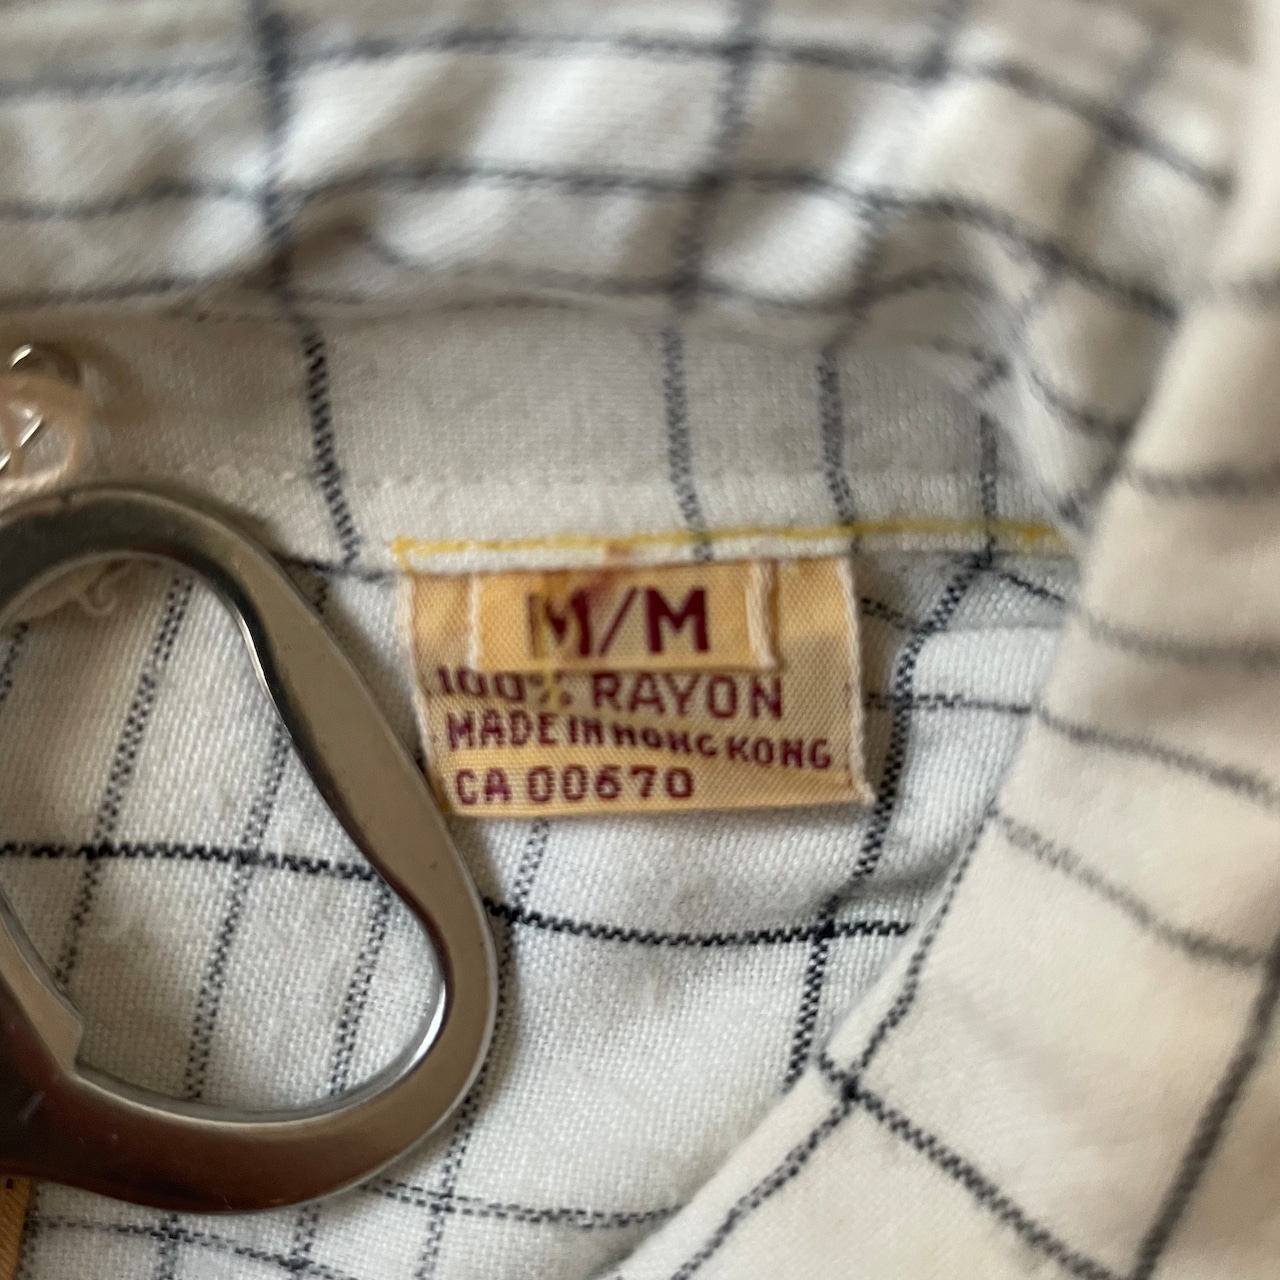 M/M
100% RAYON
MADE IN HONG KONG
CA 00670